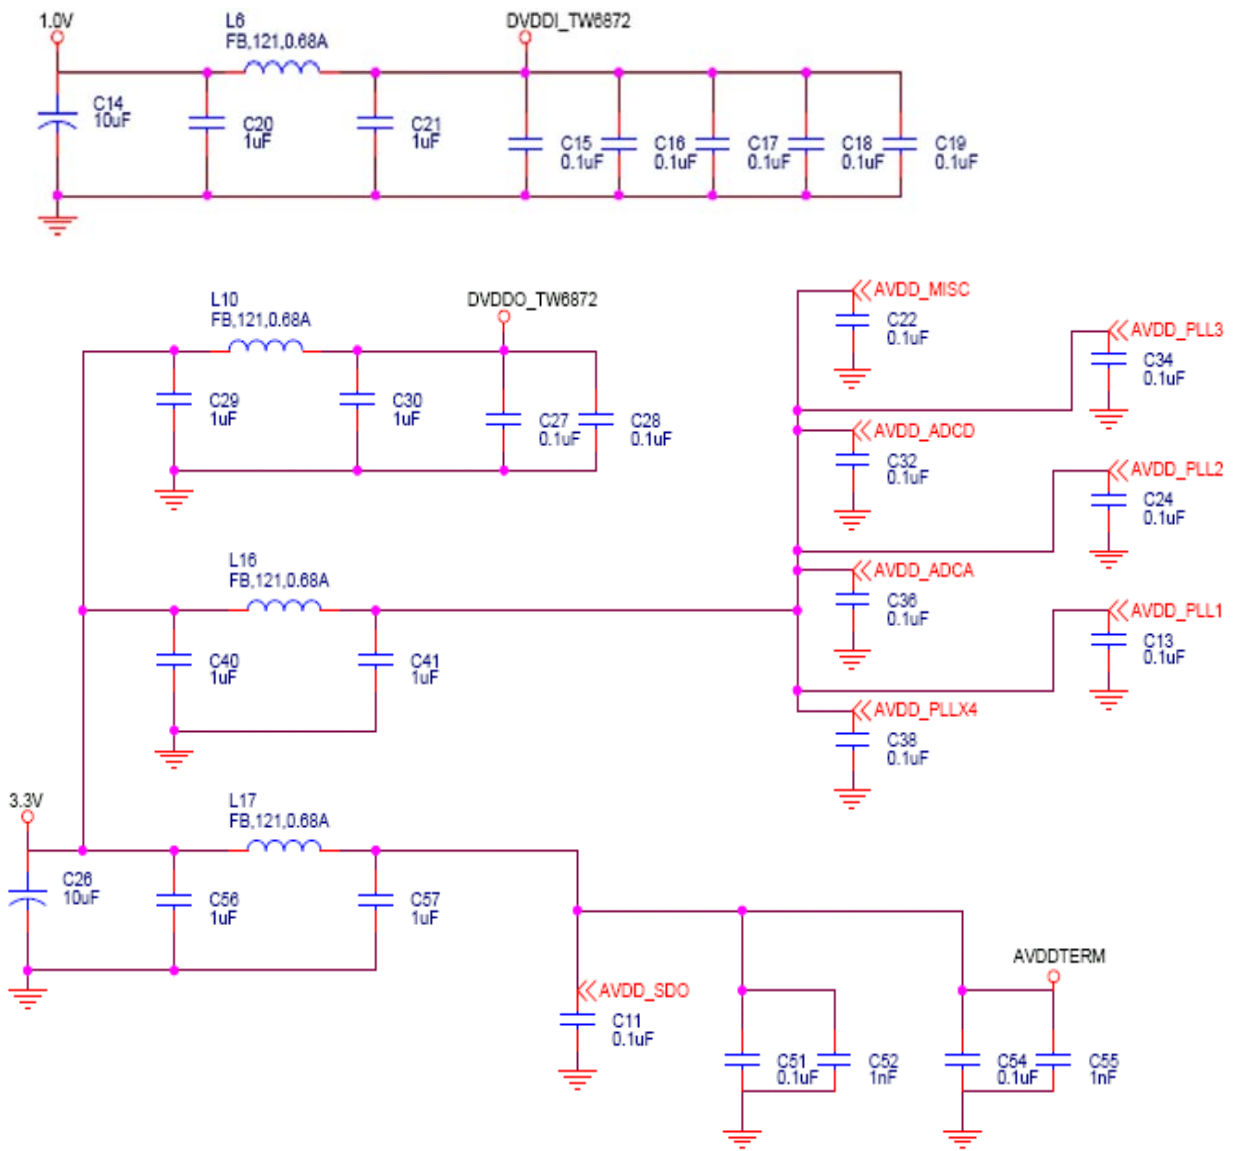 1.0V
L6
FB,121,0.68A
DVDDI_TW6872
C14
10uF
C20
1uF
C21
1uF
C15
0.1uF
C16
0.1uF
C17
0.1uF
C18
0.1uF
C19
0.1uF
L10
FB,121,0.68A
DVDDO_TW6872
C29
1uF
C30
1uF
C27
0.1uF
C28
0.1uF
AVDD_MISC
C22
0.1uF
AVDD_PLL3
C34
0.1uF
AVDD_ADCD
C32
0.1uF
AVDD_PLL2
C24
0.1uF
L16
FB,121,0.68A
AVDD_ADCA
C36
0.1uF
AVDD_PLL1
C13
0.1uF
C40
1uF
C41
1uF
AVDD_PLLX4
C38
0.1uF
3.3V
L17
FB,121,0.68A
C26
10uF
C56
1uF
C57
1uF
AVDD_SDO
C11
0.1uF
AVDDTERM
C51
0.1uF
C52
1nF
C54
0.1uF
C55
1nF